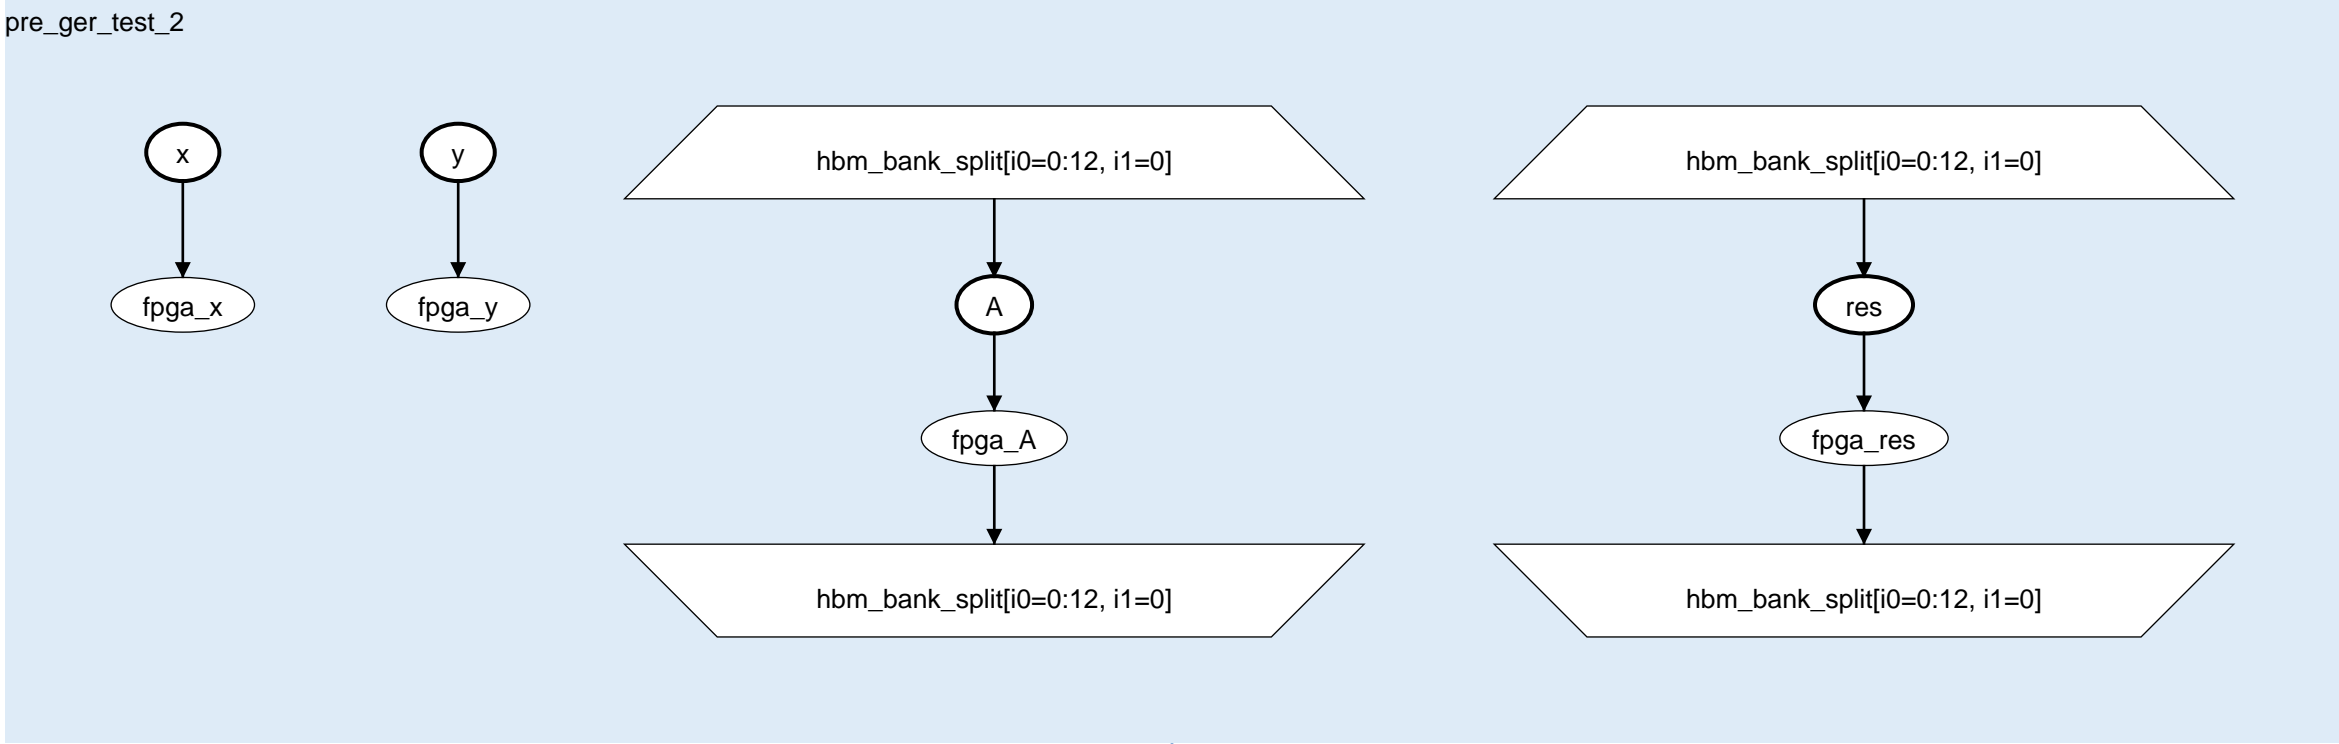 pre_ger_test_2
x
y
hbm_bank_split[i0=0:12, i1=0]
hbm_bank_split[i0=0:12, i1=0]
fpga_x
fpga_y
A
res
fpga_A
fpga_res
hbm_bank_split[i0=0:12, i1=0]
hbm_bank_split[i0=0:12, i1=0]